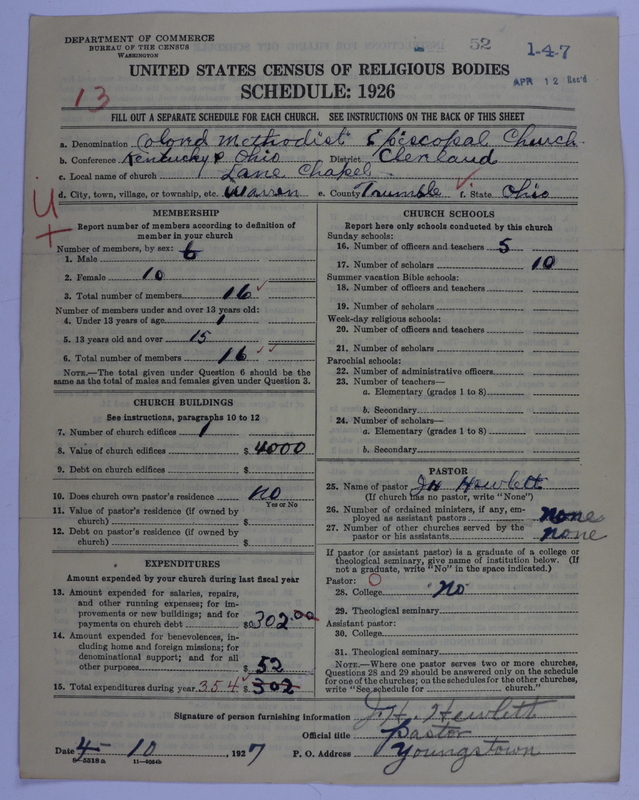 DEPARTMENT OF COMMERCE
BUREAU OF THE CENSUS
WASHINGTON
52
1-4-7
APR 12 Rec'd
UNITED STATES CENSUS OF RELIGIOUS BODIES
SCHEDULE: 1926
13
FILL OUT A SEPARATE SCHEDULE FOR EACH CHURCH. SEE INSTRUCTIONS ON THE BACK OF THIS SHEET
a. Denomination Colord Methodist Episcopal Church
b. Conference Kentucky & Ohio District Cleveland
c. Local name of church Lane Chapel
d. City, town, village, or township, etc. Warren e. County Trumble f. State Ohio
U
+
MEMBERSHIP
Report number of members according to definition of
member in your church
Number of members, by sex:
1. Male 6
2. Female 10
3. Total number of members 16
Number of members under and over 13 years old:
4. Under 13 years of age 1
5. 13 years old and over 15
6. Total number of members 16
NOTE.—The total given under Question 6 should be the
same as the total of males and females given under Question 3.
CHURCH BUILDINGS
See instructions, paragraphs 10 to 12
7. Number of church edifices 1
8. Value of church edifices $ 4000
9. Debt on church edifices $
10. Does church own pastor's residence No
Yes or No
11. Value of pastor's residence (if owned by
church) $
12. Debt on pastor's residence (if owned by
church) $
EXPENDITURES
Amount expended by your church during last fiscal year
13. Amount expended for salaries, repairs,
and other running expenses; for im-
provements or new buildings; and for
payments on church debt $ 302.00
14. Amount expended for benevolences, in-
cluding home and foreign missions; for
denominational support; and for all
other purposes $ 52
15. Total expenditures during year 354 $ 302
CHURCH SCHOOLS
Report here only schools conducted by this church
Sunday schools:
16. Number of officers and teachers 5
17. Number of scholars 10
Summer vacation Bible schools:
18. Number of officers and teachers
19. Number of scholars
Week-day religious schools:
20. Number of officers and teachers
21. Number of scholars
Parochial schools:
22. Number of administrative officers
23. Number of teachers—
a. Elementary (grades 1 to 8)
b. Secondary
24. Number of scholars—
a. Elementary (grades 1 to 8)
b. Secondary
PASTOR
25. Name of pastor J H Hewlett
(If church has no pastor, write "None")
26. Number of ordained ministers, if any, em-
ployed as assistant pastors none
27. Number of other churches served by the
pastor or his assistants none
If pastor (or assistant pastor) is a graduate of a college or
theological seminary, give name of institution below. (If
not a graduate, write "No" in the space indicated.)
Pastor:
28. College No
29. Theological seminary
Assistant pastor:
30. College
31. Theological seminary
NOTE.—Where one pastor serves two or more churches,
Questions 28 and 29 should be answered only on the schedule
for one of the churches; on the schedules for the other churches,
write "See schedule for church."
Signature of person furnishing information J. H. Hewlett
Official title Pastor
Date 4- 10, 1927 P. O. Address Youngstown